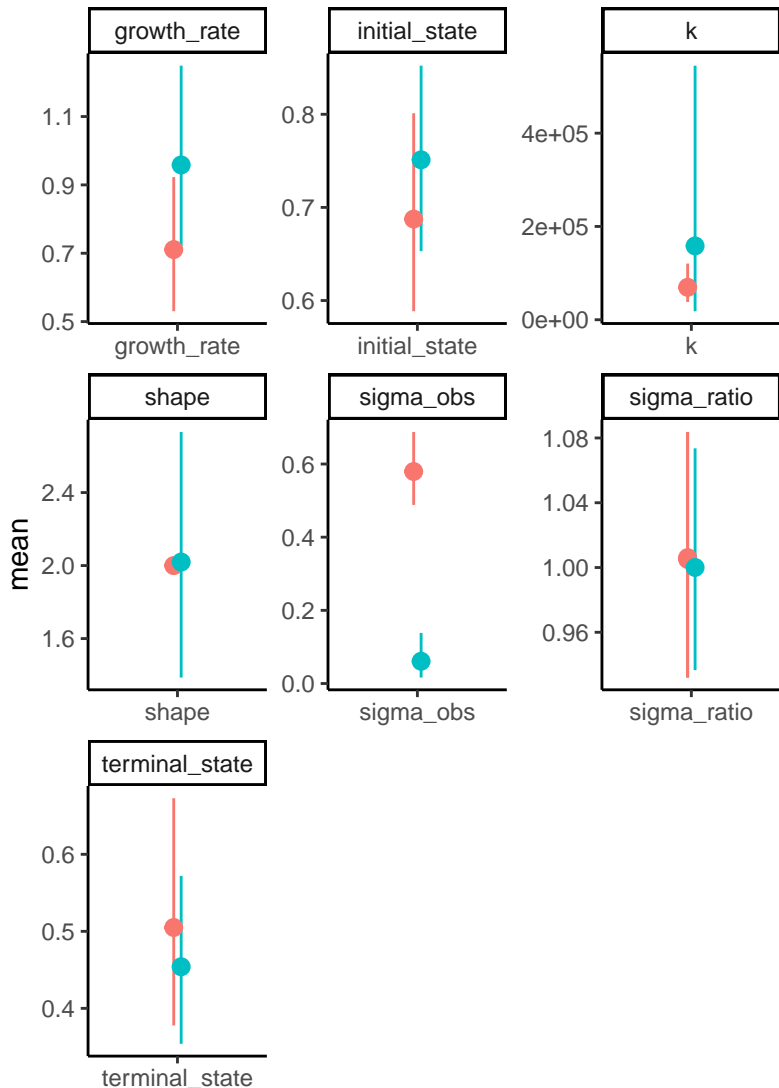 growth_rate
initial_state
k
1.1
0.9
0.7
0.5
growth_rate
0.8
0.7
0.6
initial_state
4e+05
2e+05
0e+00
k
shape
sigma_obs
sigma_ratio
2.4
2.0
1.6
shape
0.6
0.4
0.2
0.0
sigma_obs
1.08
1.04
1.00
0.96
sigma_ratio
mean
terminal_state
0.6
0.5
0.4
terminal_state